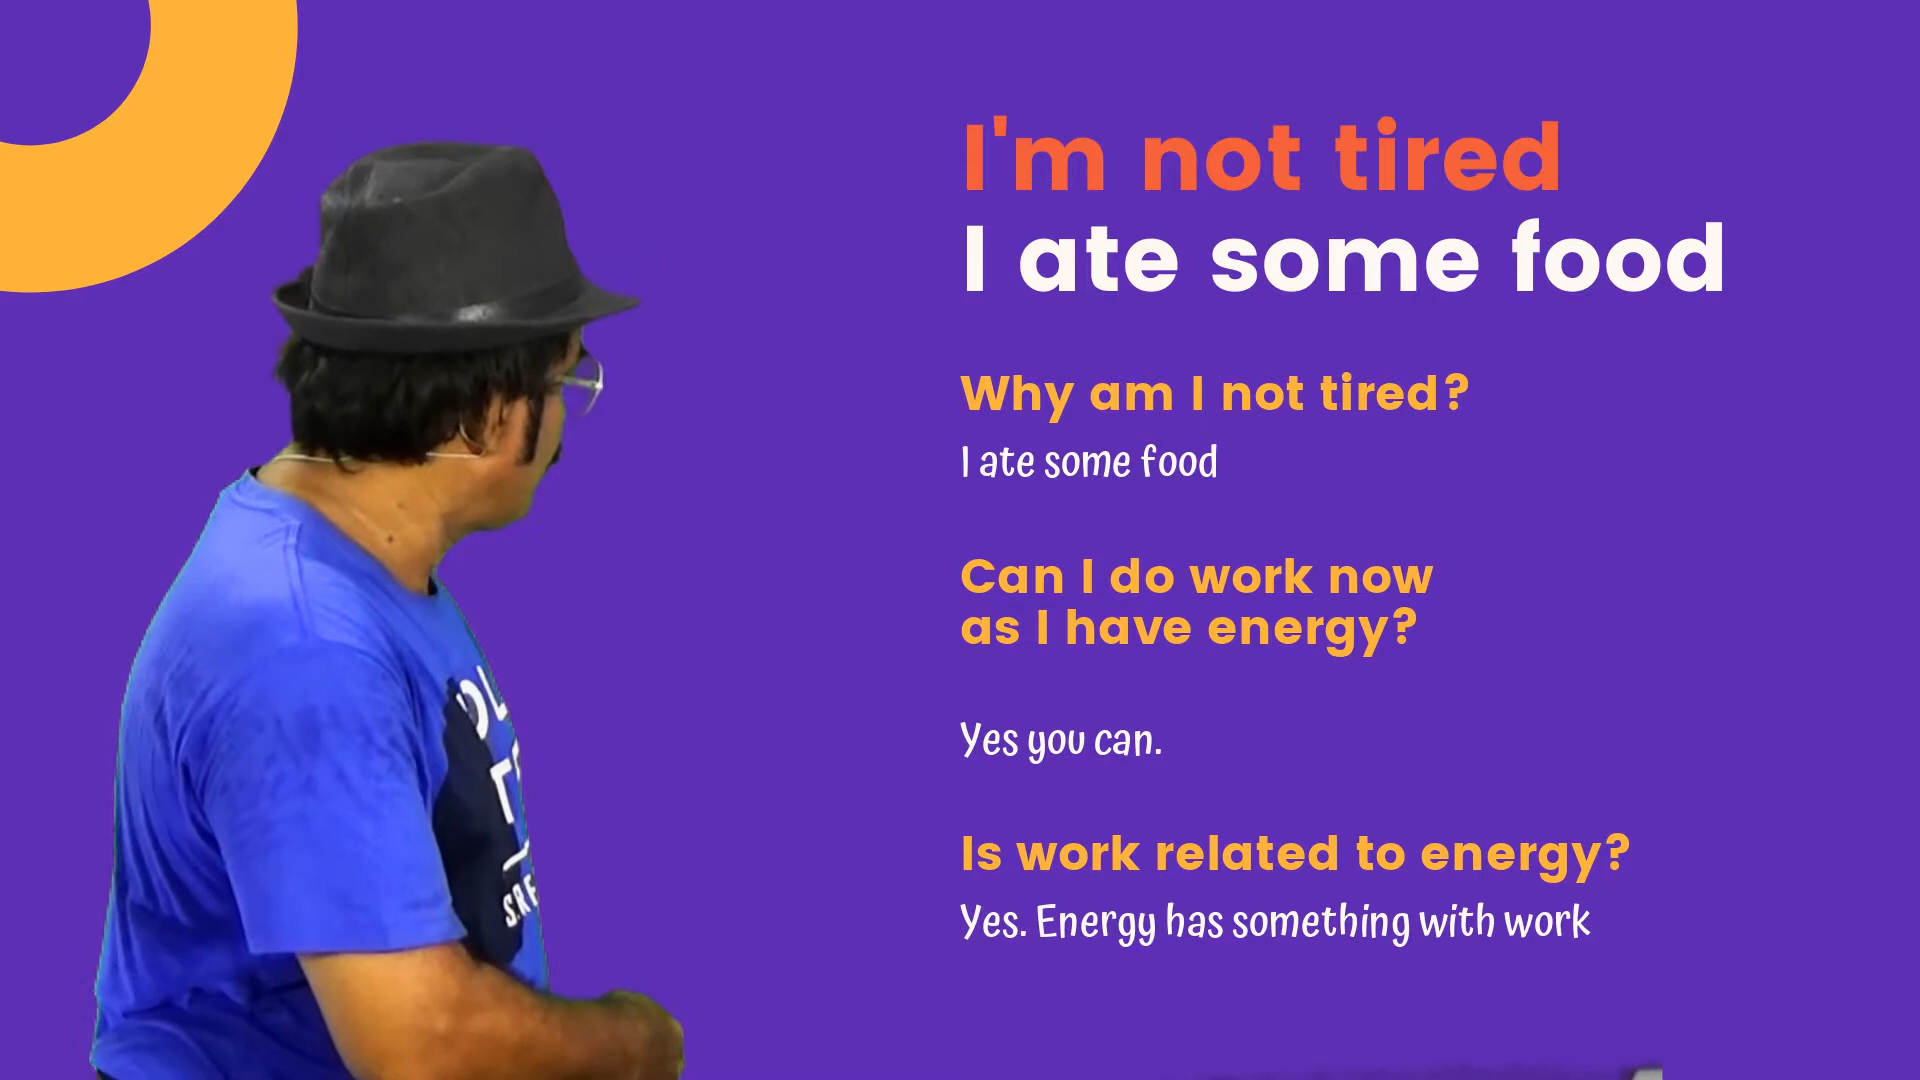 I'm not tired
I ate some food
Why am I not tired?
I ate some food
Can I do work now
as I have energy?
Yes you can.
Is work related to energy?
Yes. Energy has something with work